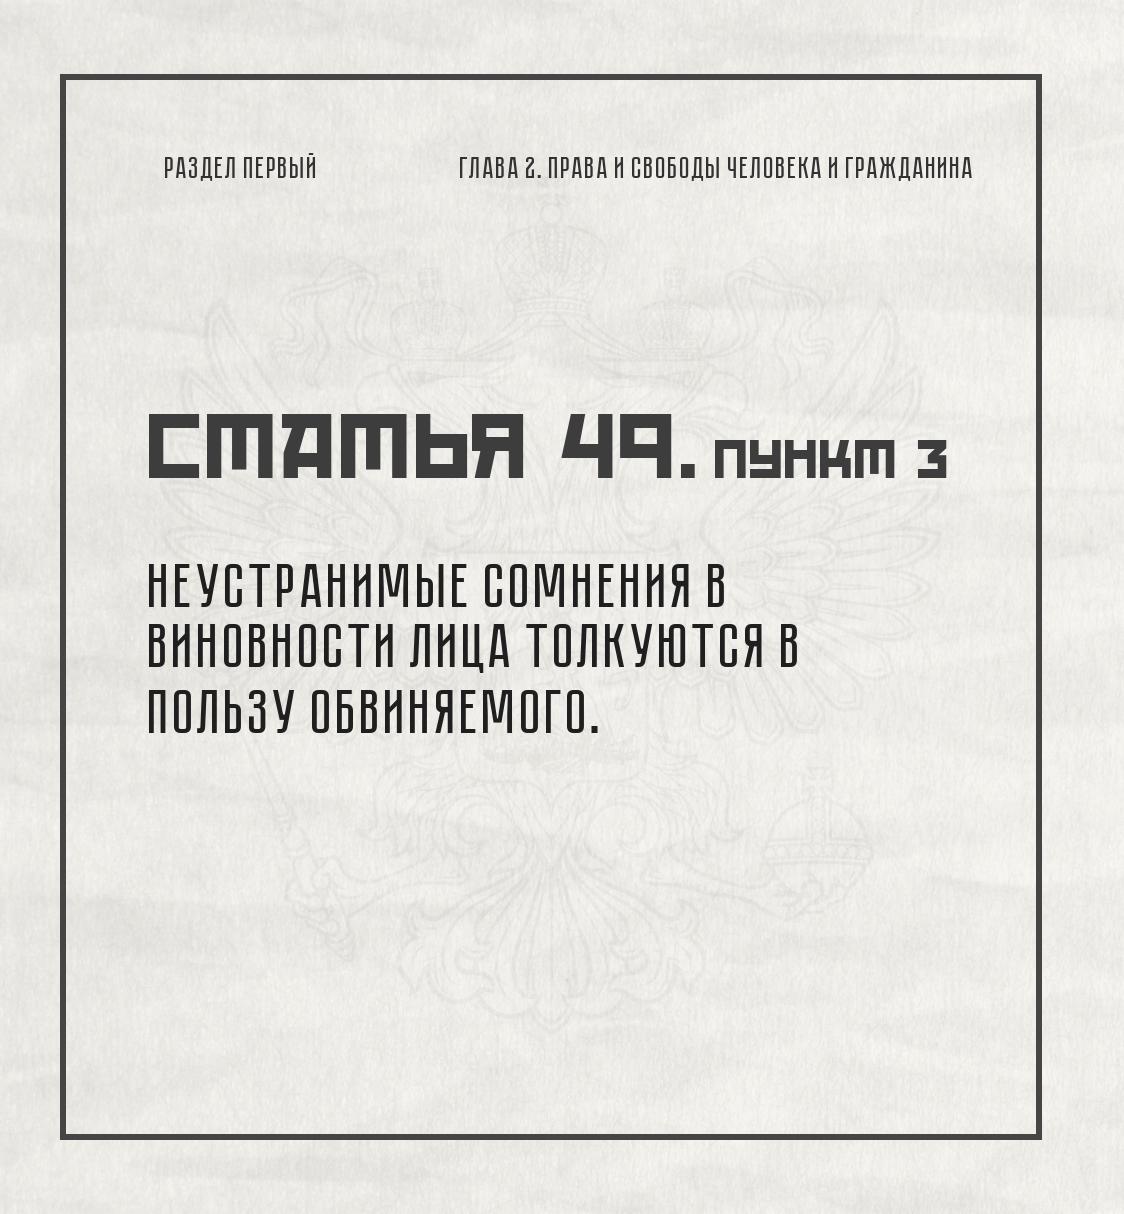 РАЗДЕЛ ПЕРВЫЙ
ГЛАВА 2. ПРАВА И СВОБОДЫ ЧЕЛОВЕКА И ГРАЖДАНИНА
СТАТЬЯ 49. ПУНКТ 3
НЕУСТРАНИМЫЕ СОМНЕНИЯ В
ВИНОВНОСТИ ЛИЦА ТОЛКУЮТСЯ В
ПОЛЬЗУ ОБВИНЯЕМОГО.